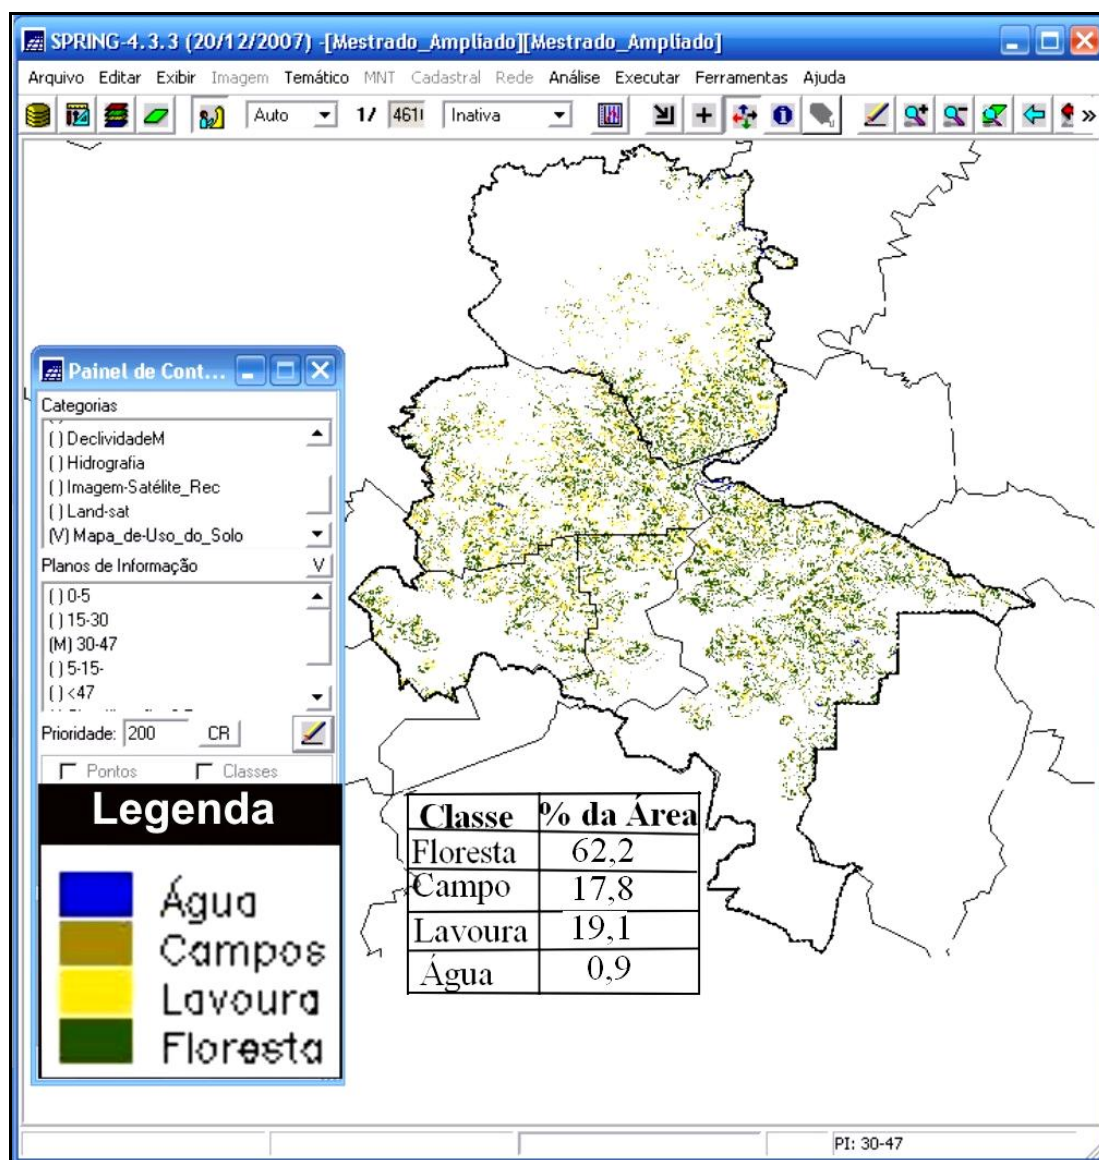 SPRING-4.3.3 (20/12/2007) -[Mestrado_Ampliado][Mestrado_Ampliado]
Arquivo Editar Exibir Imagem Temático MNT Cadastral Rede Análise Executar Ferramentas Ajuda
Auto 1/ 4611 Inativa »
Painel de Cont...
Categorias
( ) DeclividadeM
( ) Hidrografia
( ) Imagem-Satélite_Rec
( ) Land-sat
(V) Mapa_de-Uso_do_Solo
Planos de Informação V
( ) 0-5
( ) 15-30
(M) 30-47
( ) 5-15-
( ) <47
Prioridade: 200 CR
Pontos Classes
Legenda
Água
Campos
Lavoura
Floresta
Classe % da Área
Floresta 62,2
Campo 17,8
Lavoura 19,1
Água 0,9
PI: 30-47